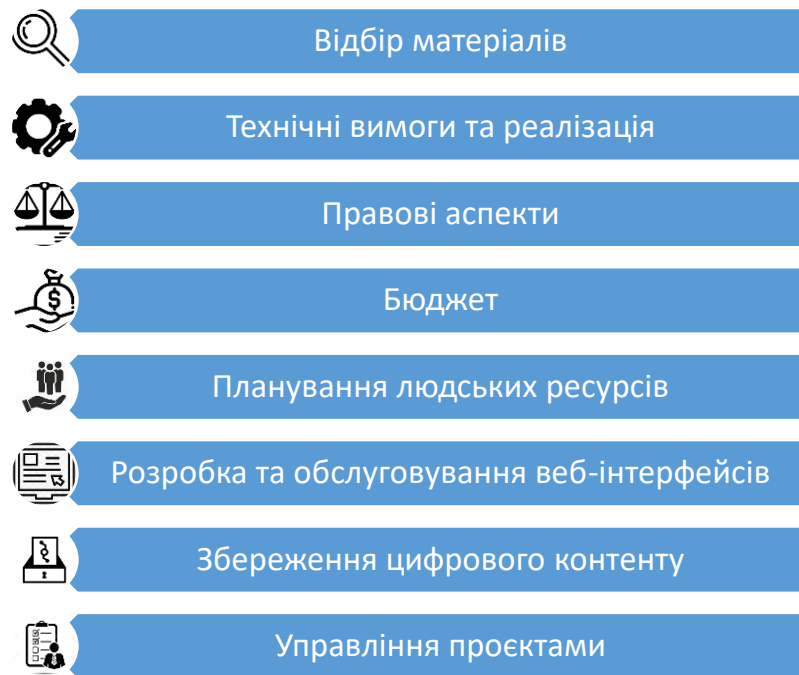 Відбір матеріалів
Технічні вимоги та реалізація
Правові аспекти
Бюджет
Планування людських ресурсів
Розробка та обслуговування веб-інтерфейсів
Збереження цифрового контенту
Управління проєктами